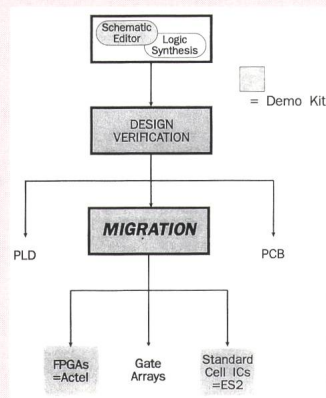 Schematic
Editor
Logic
Synthesis
= Demo Kit
DESIGN
VERIFICATION
PLD
MIGRATION
PCB
FPGAs
=Actel
Gate
Arrays
Standard
Cell ICs
=ES2